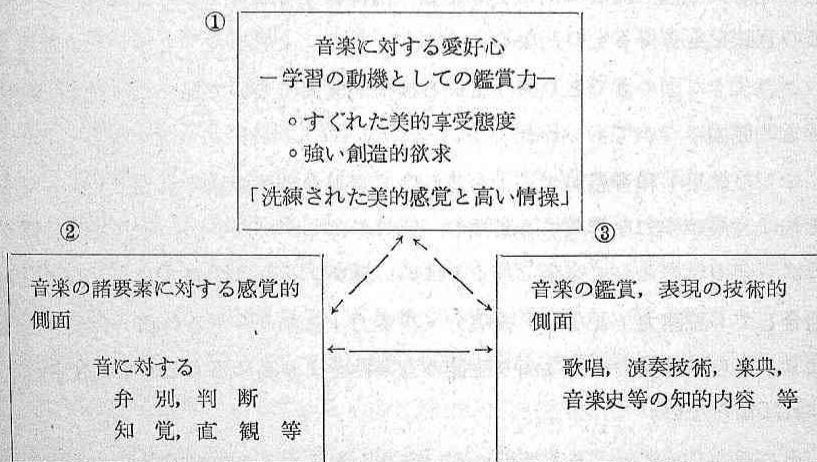 ①
音楽に対する愛好心
―学習の動機としての鑑賞力―
○すぐれた美的享受態度
○強い創造的欲求
「洗練された美的感覚と高い情操」
②
音楽の諸要素に対する感覚的
側面
音に対する
弁　別，判　断
知　覚，直　観　等
③
音楽の鑑賞，表現の技術的
側面
歌唱，演奏技術，楽典，
音楽史等の知的内容　等